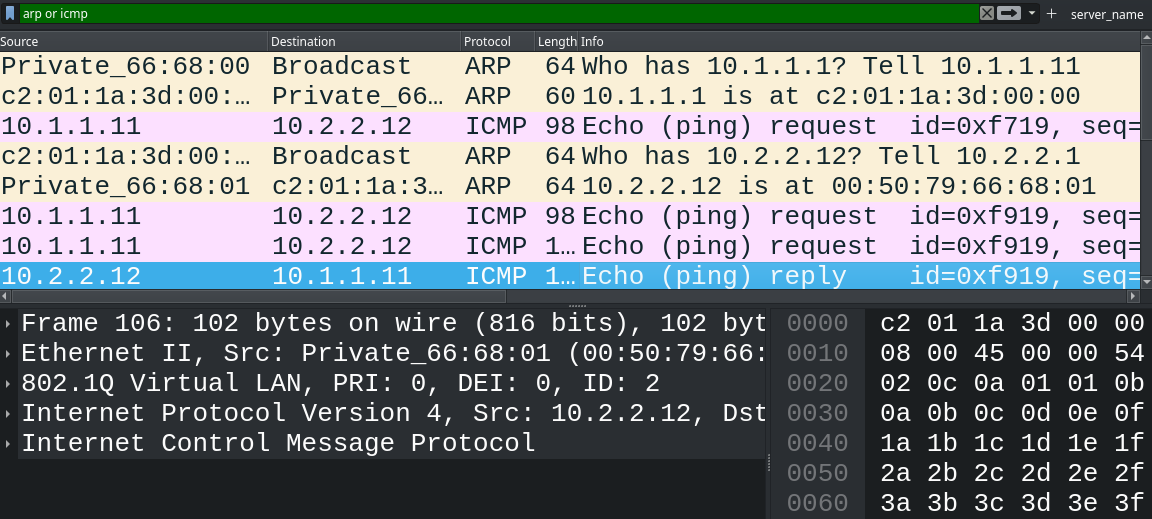 arp or icmp + server_name
Source Destination Protocol Length Info
Private_66:68:00 Broadcast ARP 64 Who has 10.1.1.1? Tell 10.1.1.11
c2:01:1a:3d:00:… Private_66… ARP 60 10.1.1.1 is at c2:01:1a:3d:00:00
10.1.1.11 10.2.2.12 ICMP 98 Echo (ping) request id=0xf719, seq=
c2:01:1a:3d:00:… Broadcast ARP 64 Who has 10.2.2.12? Tell 10.2.2.1
Private_66:68:01 c2:01:1a:3… ARP 64 10.2.2.12 is at 00:50:79:66:68:01
10.1.1.11 10.2.2.12 ICMP 98 Echo (ping) request id=0xf919, seq=
10.1.1.11 10.2.2.12 ICMP 1… Echo (ping) request id=0xf919, seq=
10.2.2.12 10.1.1.11 ICMP 1… Echo (ping) reply id=0xf919, seq=
Frame 106: 102 bytes on wire (816 bits), 102 byt
Ethernet II, Src: Private_66:68:01 (00:50:79:66:
802.1Q Virtual LAN, PRI: 0, DEI: 0, ID: 2
Internet Protocol Version 4, Src: 10.2.2.12, Dst
Internet Control Message Protocol
0000 c2 01 1a 3d 00 00
0010 08 00 45 00 00 54
0020 02 0c 0a 01 01 0b
0030 0a 0b 0c 0d 0e 0f
0040 1a 1b 1c 1d 1e 1f
0050 2a 2b 2c 2d 2e 2f
0060 3a 3b 3c 3d 3e 3f